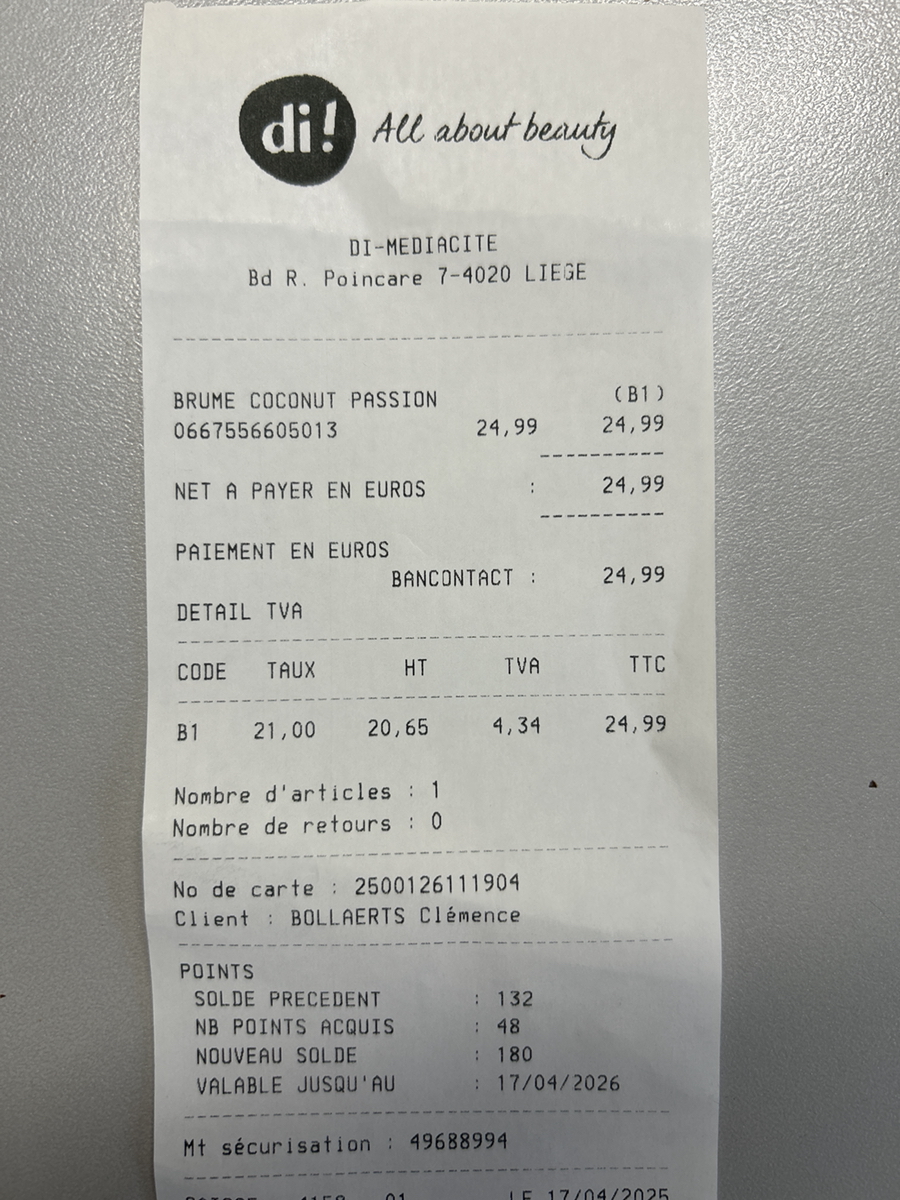 di! All about beauty
DI-MEDIACITE
Bd R. Poincare 7-4020 LIEGE
BRUME COCONUT PASSION (B1)
0667556605013 24,99 24,99
NET A PAYER EN EUROS : 24,99
PAIEMENT EN EUROS
BANCONTACT : 24,99
DETAIL TVA
CODE TAUX HT TVA TTC
B1 21,00 20,65 4,34 24,99
Nombre d'articles : 1
Nombre de retours : 0
No de carte : 2500126111904
Client : BOLLAERTS Clémence
POINTS
SOLDE PRECEDENT : 132
NB POINTS ACQUIS : 48
NOUVEAU SOLDE : 180
VALABLE JUSQU'AU : 17/04/2026
Mt sécurisation : 49688994
LE 17/04/2025